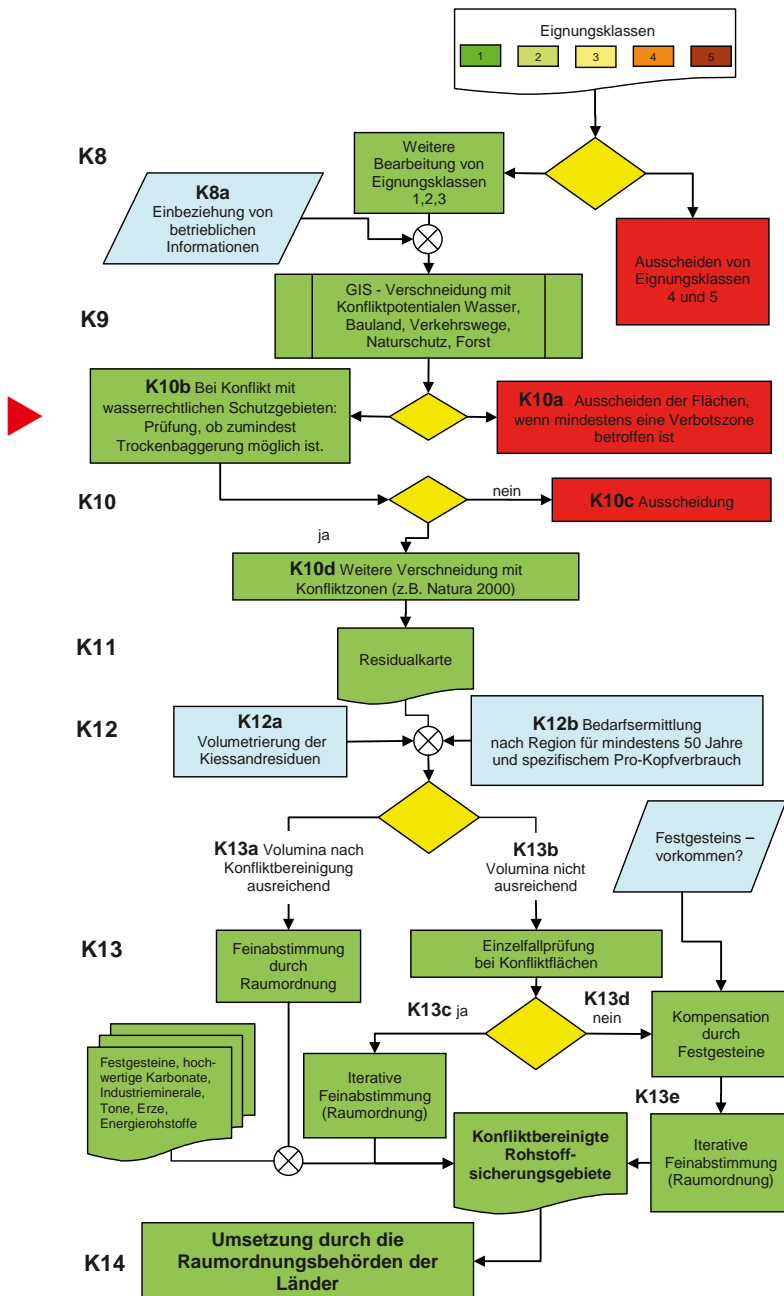 Eignungsklassen
1 2 3 4 5
K8
Weitere
Bearbeitung von
Eignungsklassen
1,2,3
K8a
Einbeziehung von
betrieblichen
Informationen
Ausscheiden von
Eignungsklassen
4 und 5
K9
GIS - Verschneidung mit
Konfliktpotentialen Wasser,
Bauland, Verkehrswege,
Naturschutz, Forst
K10b Bei Konflikt mit
wasserrechtlichen Schutzgebieten:
Prüfung, ob zumindest
Trockenbaggerung möglich ist.
K10a Ausscheiden der Flächen,
wenn mindestens eine Verbotszone
betroffen ist
K10
nein
K10c Ausscheidung
ja
K10d Weitere Verschneidung mit
Konfliktzonen (z.B. Natura 2000)
K11
Residualkarte
K12
K12a
Volumetrierung der
Kiessandresiduen
K12b Bedarfsermittlung
nach Region für mindestens 50 Jahre
und spezifischem Pro-Kopfverbrauch
K13a Volumina nach
Konfliktbereinigung
ausreichend
K13b
Volumina nicht
ausreichend
Festgesteins –
vorkommen?
K13
Feinabstimmung
durch
Raumordnung
Einzelfallprüfung
bei Konfliktflächen
K13c ja
K13d
nein
Kompensation
durch
Festgesteine
Festgesteine, hoch-
wertige Karbonate,
Industrieminerale,
Tone, Erze,
Energierohstoffe
Iterative
Feinabstimmung
(Raumordnung)
K13e
Konfliktbereinigte
Rohstoff-
sicherungsgebiete
Iterative
Feinabstimmung
(Raumordnung)
K14
Umsetzung durch die
Raumordnungsbehörden der
Länder